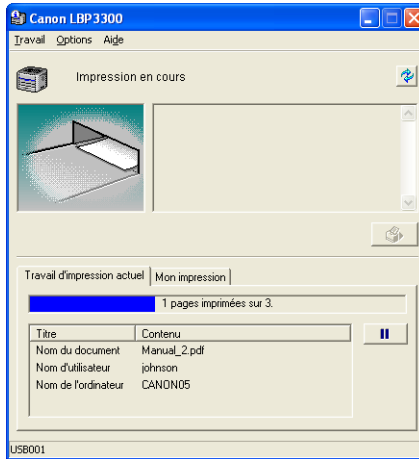 Canon LBP3300
Travail Options Aide
Impression en cours
Travail d'impression actuel Mon impression
1 pages imprimées sur 3.
Titre Contenu
Nom du document Manual_2.pdf
Nom d'utilisateur johnson
Nom de l'ordinateur CANON05
USB001